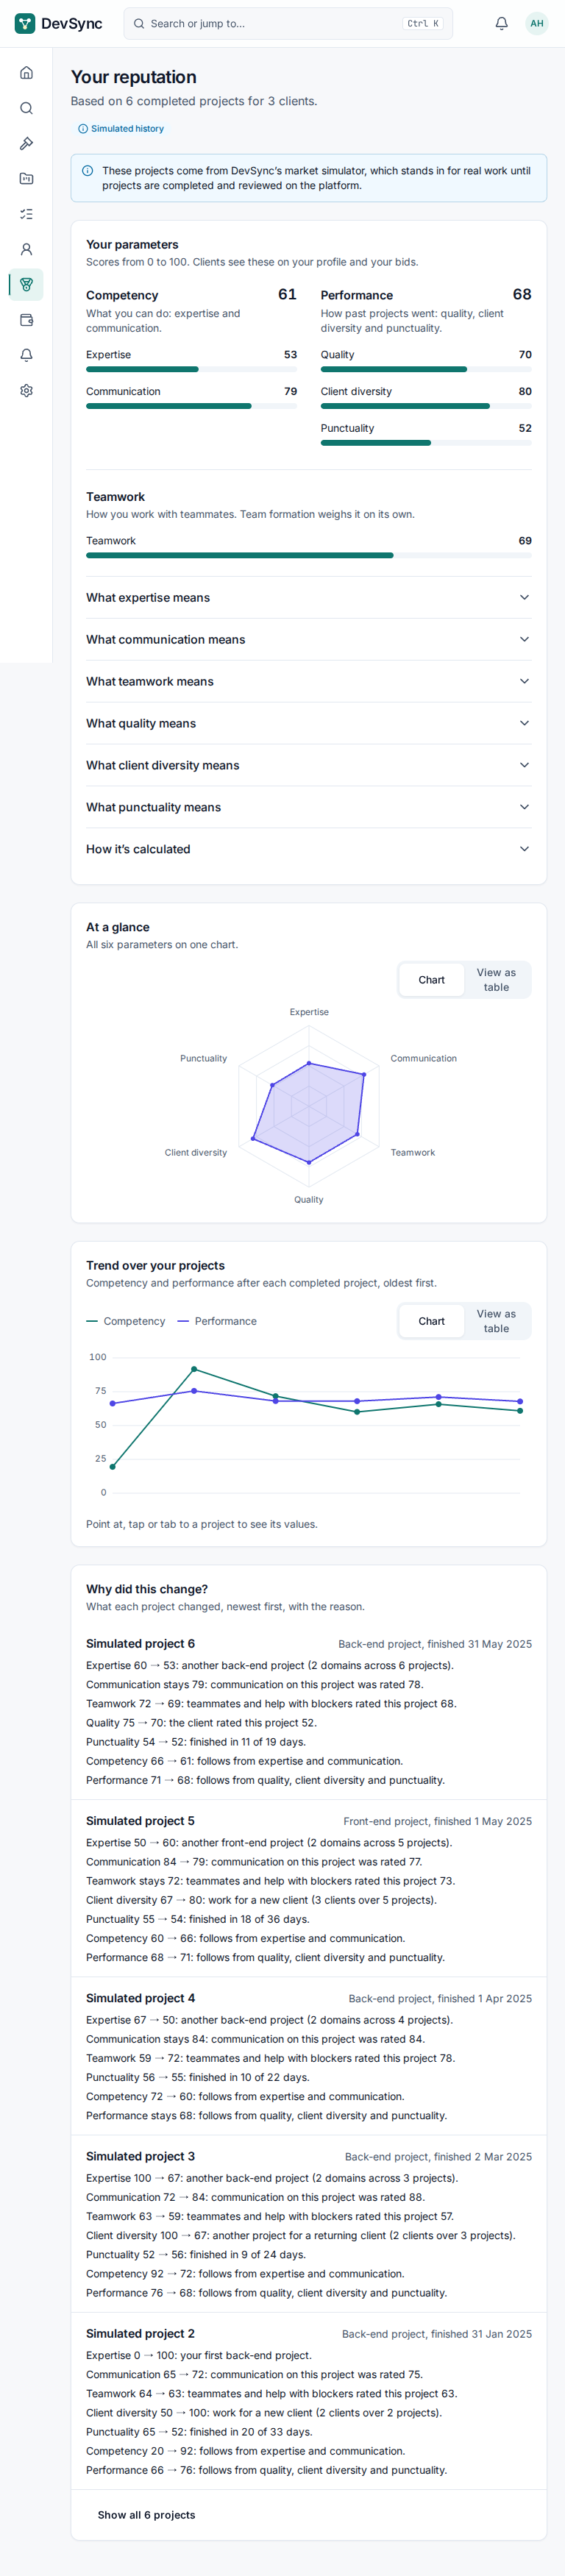 DevSync
Search or jump to...
Ctrl K
AH
Your reputation
Based on 6 completed projects for 3 clients.
Simulated history
These projects come from DevSync’s market simulator, which stands in for real work until
projects are completed and reviewed on the platform.
Your parameters
Scores from 0 to 100. Clients see these on your profile and your bids.
Competency 61
What you can do: expertise and
communication.
Expertise 53
Communication 79
Performance 68
How past projects went: quality, client
diversity and punctuality.
Quality 70
Client diversity 80
Punctuality 52
Teamwork
How you work with teammates. Team formation weighs it on its own.
Teamwork 69
What expertise means
What communication means
What teamwork means
What quality means
What client diversity means
What punctuality means
How it’s calculated
At a glance
All six parameters on one chart.
Chart
View as
table
Expertise
Punctuality
Communication
Client diversity
Teamwork
Quality
Trend over your projects
Competency and performance after each completed project, oldest first.
Competency
Performance
Chart
View as
table
100
75
50
25
0
Point at, tap or tab to a project to see its values.
Why did this change?
What each project changed, newest first, with the reason.
Simulated project 6 Back-end project, finished 31 May 2025
Expertise 60 → 53: another back-end project (2 domains across 6 projects).
Communication stays 79: communication on this project was rated 78.
Teamwork 72 → 69: teammates and help with blockers rated this project 68.
Quality 75 → 70: the client rated this project 52.
Punctuality 54 → 52: finished in 11 of 19 days.
Competency 66 → 61: follows from expertise and communication.
Performance 71 → 68: follows from quality, client diversity and punctuality.
Simulated project 5 Front-end project, finished 1 May 2025
Expertise 50 → 60: another front-end project (2 domains across 5 projects).
Communication 84 → 79: communication on this project was rated 77.
Teamwork stays 72: teammates and help with blockers rated this project 73.
Client diversity 67 → 80: work for a new client (3 clients over 5 projects).
Punctuality 55 → 54: finished in 18 of 36 days.
Competency 60 → 66: follows from expertise and communication.
Performance 68 → 71: follows from quality, client diversity and punctuality.
Simulated project 4 Back-end project, finished 1 Apr 2025
Expertise 67 → 50: another back-end project (2 domains across 4 projects).
Communication stays 84: communication on this project was rated 84.
Teamwork 59 → 72: teammates and help with blockers rated this project 78.
Punctuality 56 → 55: finished in 10 of 22 days.
Competency 72 → 60: follows from expertise and communication.
Performance stays 68: follows from quality, client diversity and punctuality.
Simulated project 3 Back-end project, finished 2 Mar 2025
Expertise 100 → 67: another back-end project (2 domains across 3 projects).
Communication 72 → 84: communication on this project was rated 88.
Teamwork 63 → 59: teammates and help with blockers rated this project 57.
Client diversity 100 → 67: another project for a returning client (2 clients over 3 projects).
Punctuality 52 → 56: finished in 9 of 24 days.
Competency 92 → 72: follows from expertise and communication.
Performance 76 → 68: follows from quality, client diversity and punctuality.
Simulated project 2 Back-end project, finished 31 Jan 2025
Expertise 0 → 100: your first back-end project.
Communication 65 → 72: communication on this project was rated 75.
Teamwork 64 → 63: teammates and help with blockers rated this project 63.
Client diversity 50 → 100: work for a new client (2 clients over 2 projects).
Punctuality 65 → 52: finished in 20 of 33 days.
Competency 20 → 92: follows from expertise and communication.
Performance 66 → 76: follows from quality, client diversity and punctuality.
Show all 6 projects